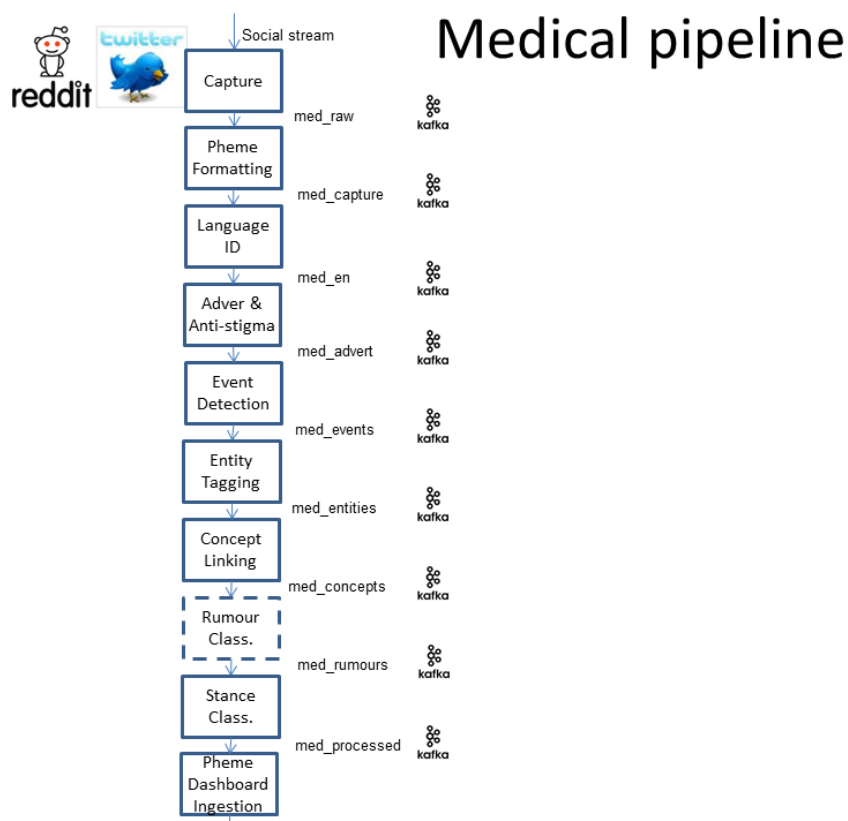 Medical pipeline
Social stream
reddit
twitter
Capture
med_raw
kafka
Pheme
Formatting
med_capture
kafka
Language
ID
med_en
kafka
Adver &
Anti-stigma
med_advert
kafka
Event
Detection
med_events
kafka
Entity
Tagging
med_entities
kafka
Concept
Linking
med_concepts
kafka
Rumour
Class.
med_rumours
kafka
Stance
Class.
med_processed
kafka
Pheme
Dashboard
Ingestion